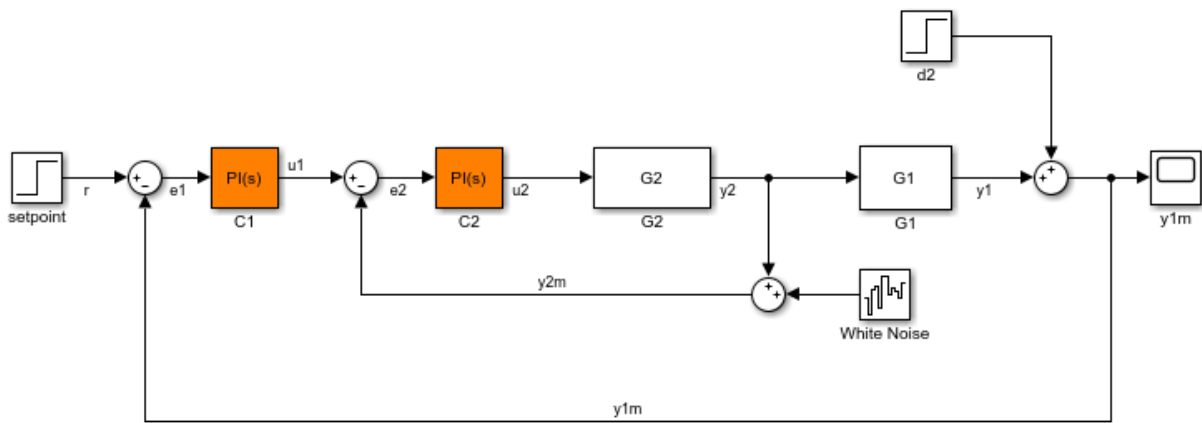 d2
setpoint
r
e1
PI(s)
C1
u1
e2
PI(s)
C2
u2
G2
G2
y2
G1
G1
y1
y1m
y2m
White Noise
y1m